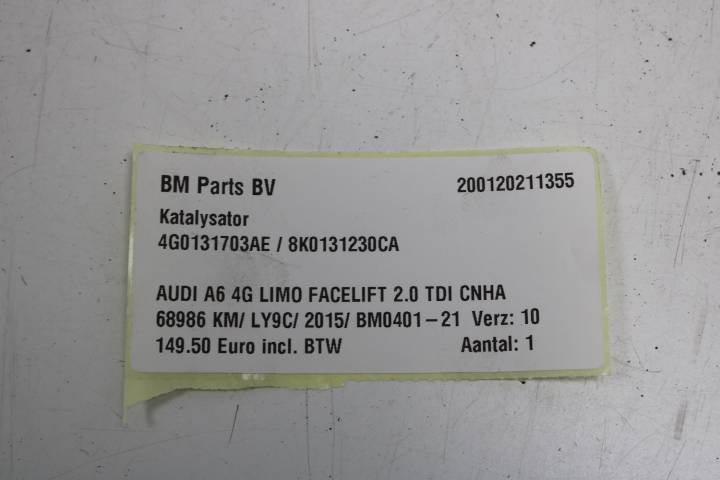 BM Parts BV 200120211355
Katalysator
4G0131703AE / 8K0131230CA
AUDI A6 4G LIMO FACELIFT 2.0 TDI CNHA
68986 KM/ LY9C/ 2015/ BM0401-21 Verz: 10
149.50 Euro incl. BTW Aantal: 1